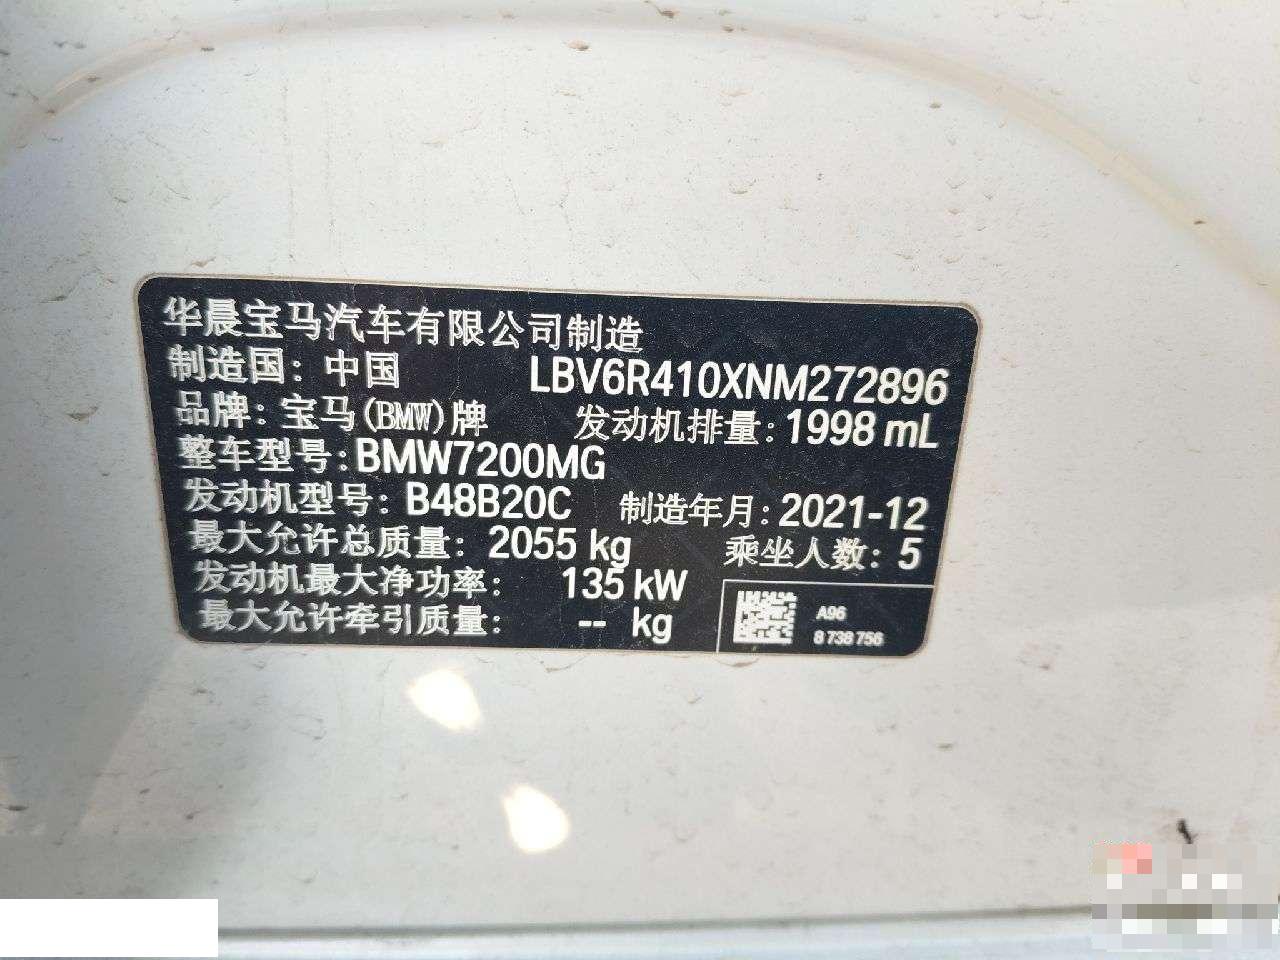 华晨宝马汽车有限公司制造
制造国: 中国 LBV6R410XNM272896
品牌: 宝马(BMW)牌 发动机排量: 1998 mL
整车型号: BMW7200MG
发动机型号: B48B20C 制造年月: 2021-12
最大允许总质量: 2055 kg 乘坐人数: 5
发动机最大净功率: 135 kW
最大允许牵引质量: -- kg
A96
8 738 756